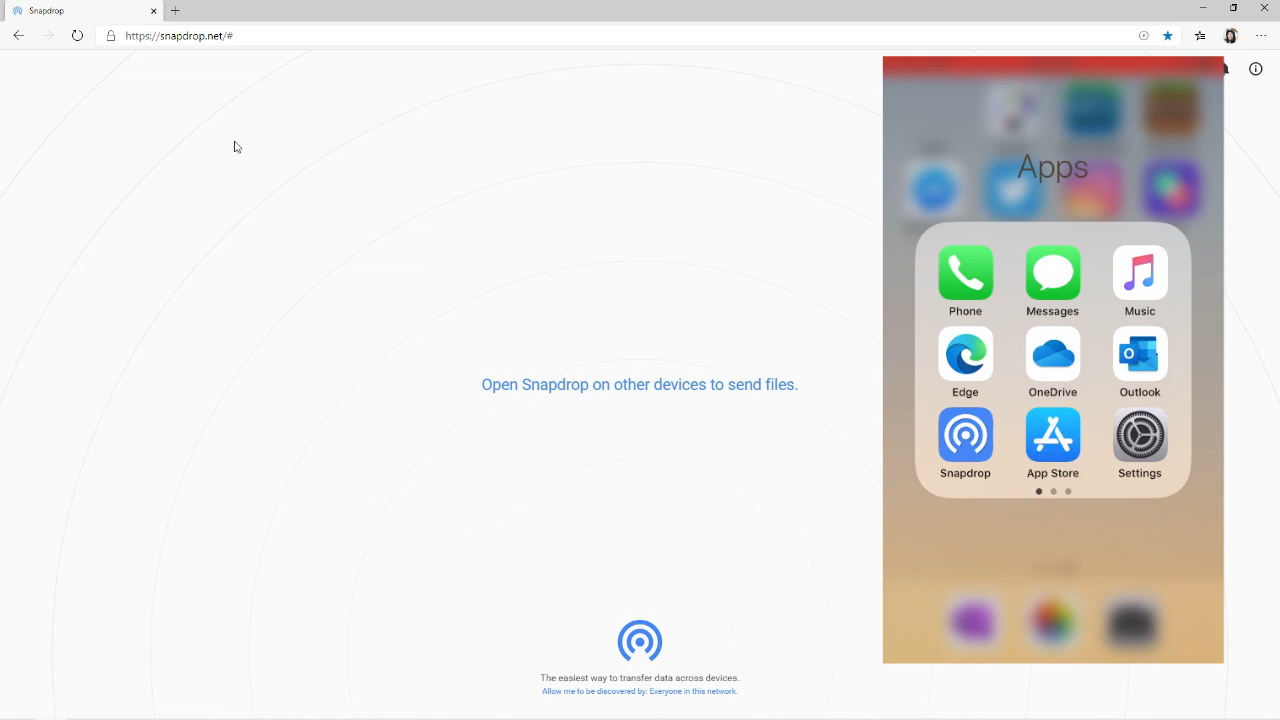 Snapdrop
https://snapdrop.net/#
Apps
Phone
Messages
Music
Edge
OneDrive
Outlook
Snapdrop
App Store
Settings
Open Snapdrop on other devices to send files.
The easiest way to transfer data across devices.
Allow me to be discovered by: Everyone in this network.